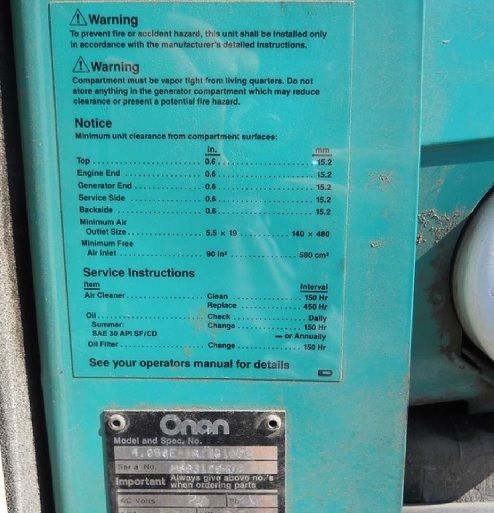 ⚠Warning
To prevent fire or accident hazard, this unit shall be installed only
in accordance with the manufacturer's detailed instructions.
⚠Warning
Compartment must be vapor tight from living quarters. Do not
store anything in the generator compartment which may reduce
clearance or present a potential fire hazard.
Notice
Minimum unit clearance from compartment surfaces:
in. mm
Top 0.6 15.2
Engine End 0.6 15.2
Generator End 0.6 15.2
Service Side 0.6 15.2
Backside 0.6 15.2
Minimum Air
Outlet Size 5.5 x 19 140 x 480
Minimum Free
Air Inlet 90 in² 580 cm²
Service Instructions
Item Interval
Air Cleaner Clean 150 Hr
Replace 450 Hr
Oil Check Daily
Summer: Change 150 Hr
SAE 30 API SF/CD — or Annually
Oil Filter Change 150 Hr
See your operators manual for details
Onan
Model and Spec. No.
Serial No.
Important Always give above no.'s
when ordering parts
AC Volts